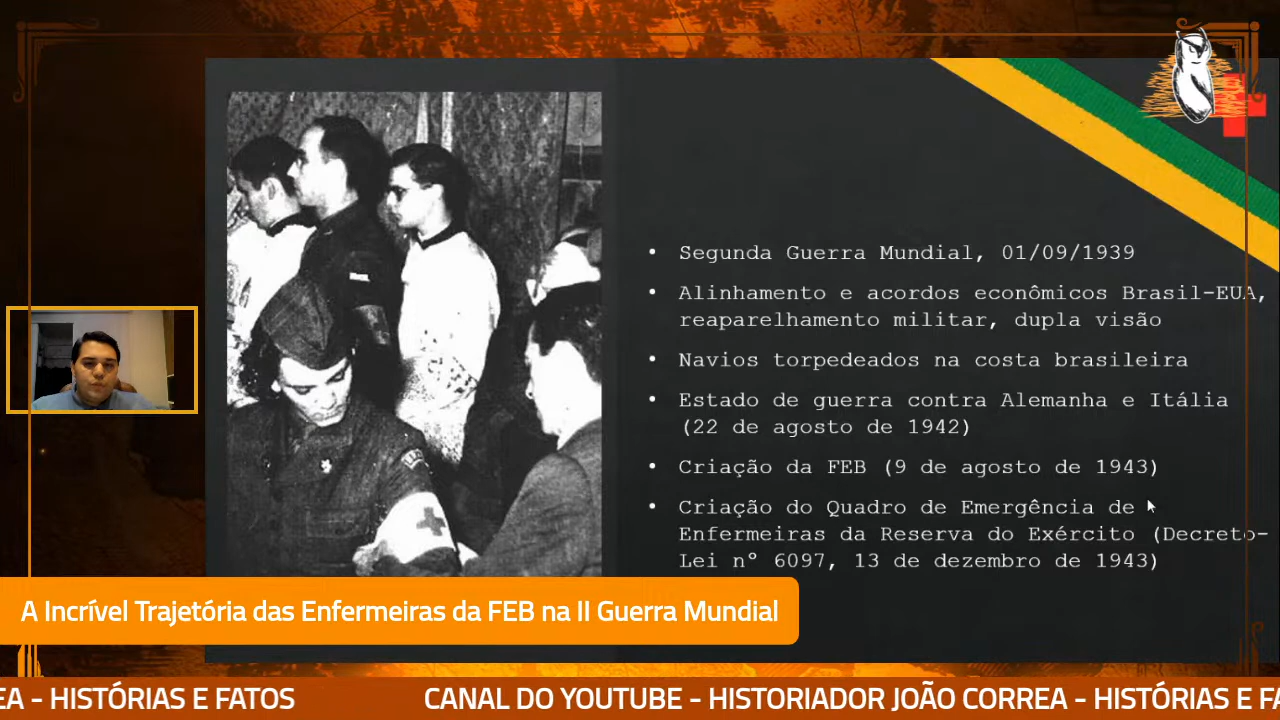 • Segunda Guerra Mundial, 01/09/1939
• Alinhamento e acordos econômicos Brasil-EUA,
reaparelhamento militar, dupla visão
• Navios torpedeados na costa brasileira
• Estado de guerra contra Alemanha e Itália
(22 de agosto de 1942)
• Criação da FEB (9 de agosto de 1943)
• Criação do Quadro de Emergência de
Enfermeiras da Reserva do Exército (Decreto-
Lei nº 6097, 13 de dezembro de 1943)
A Incrível Trajetória das Enfermeiras da FEB na II Guerra Mundial
EA - HISTÓRIAS E FATOS CANAL DO YOUTUBE - HISTORIADOR JOÃO CORREA - HISTÓRIAS E FA